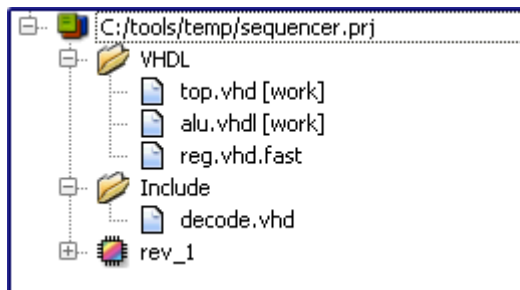 C:/tools/temp/sequencer.prj
VHDL
top.vhd [work]
alu.vhdl [work]
reg.vhd.fast
Include
decode.vhd
rev_1